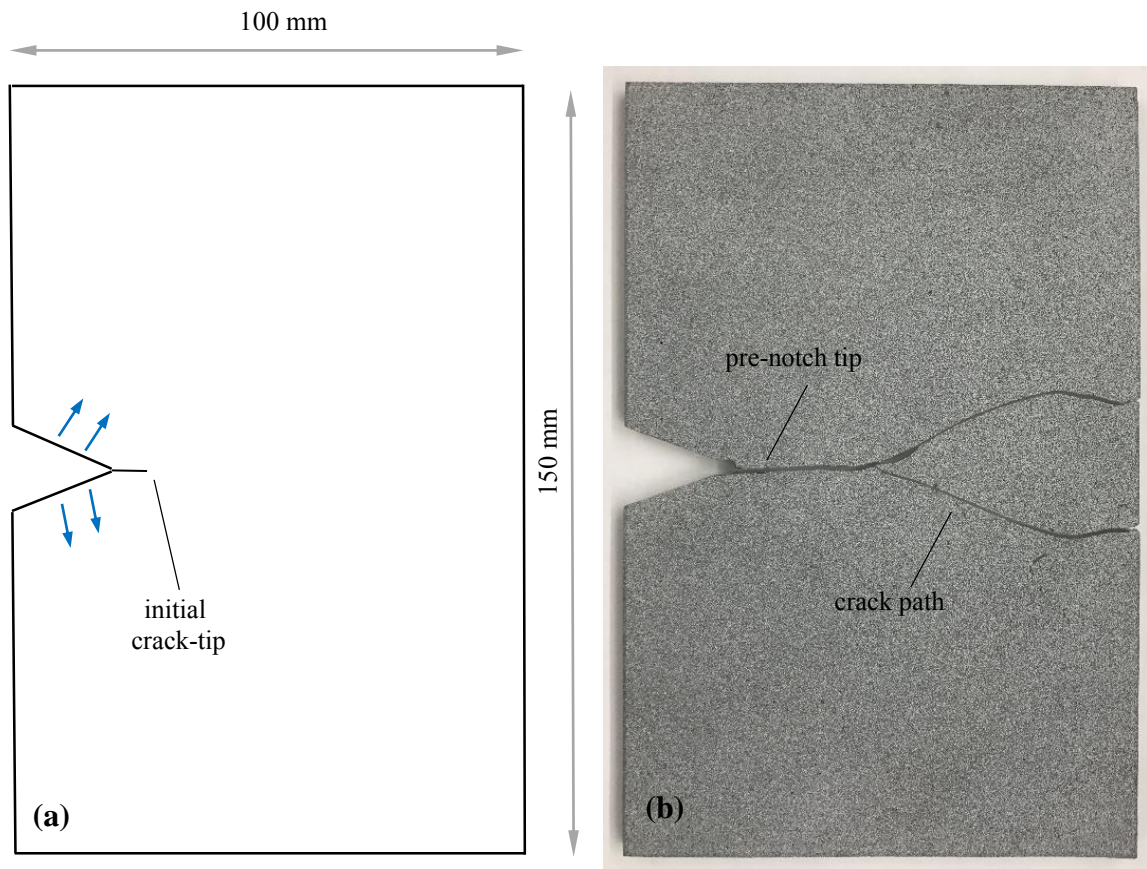 100 mm
150 mm
pre-notch tip
initial
crack-tip
crack path
(a)
(b)